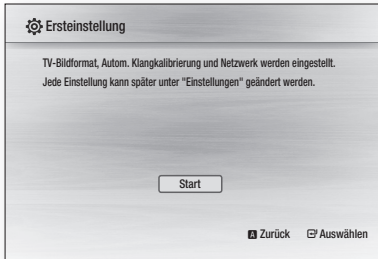 Ersteinstellung
TV-Bildformat, Autom. Klangkalibrierung und Netzwerk werden eingestellt.
Jede Einstellung kann später unter "Einstellungen" geändert werden.
Start
A Zurück Auswählen